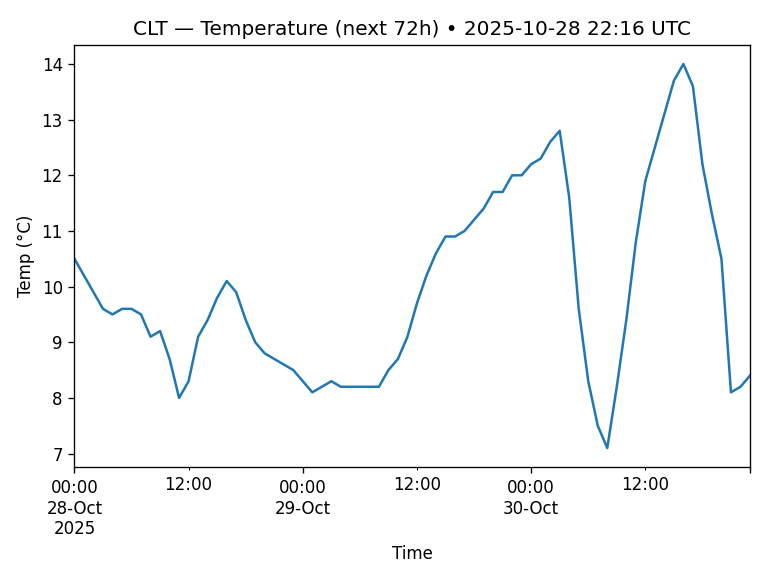 CLT — Temperature (next 72h) • 2025-10-28 22:16 UTC
14
13
12
11
10
9
8
7
Temp (°C)
00:00 12:00 00:00 12:00 00:00 12:00
28-Oct 29-Oct 30-Oct
2025
Time